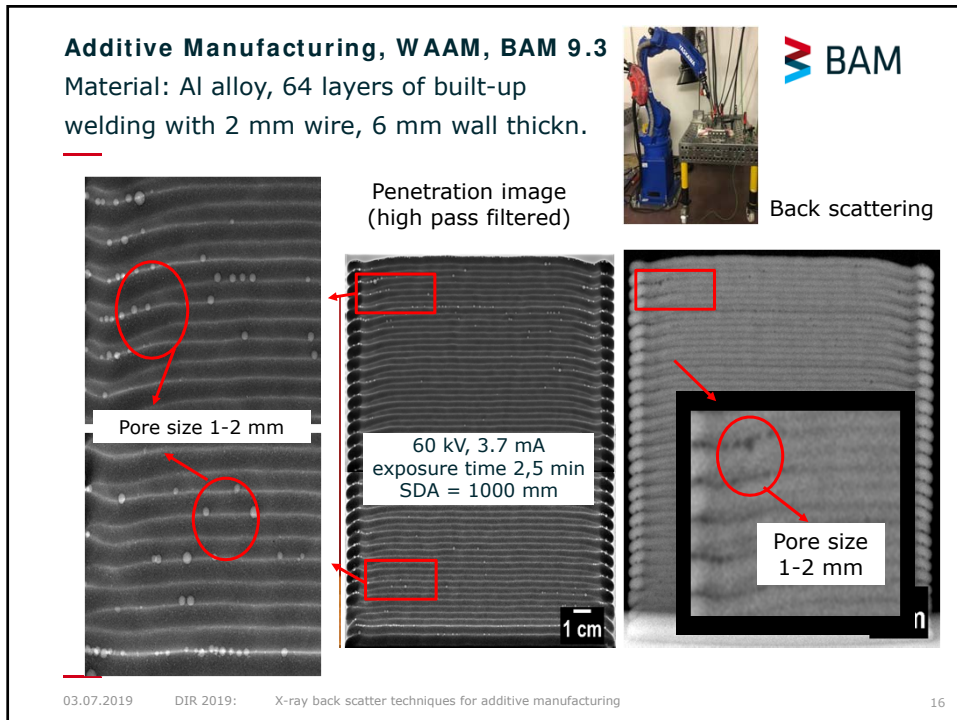 Additive Manufacturing, WAAM, BAM 9.3
Material: Al alloy, 64 layers of built-up
welding with 2 mm wire, 6 mm wall thickn.
BAM
Penetration image
(high pass filtered)
Back scattering
Pore size 1-2 mm
60 kV, 3.7 mA
exposure time 2,5 min
SDA = 1000 mm
Pore size
1-2 mm
1 cm
03.07.2019 DIR 2019: X-ray back scatter techniques for additive manufacturing 16